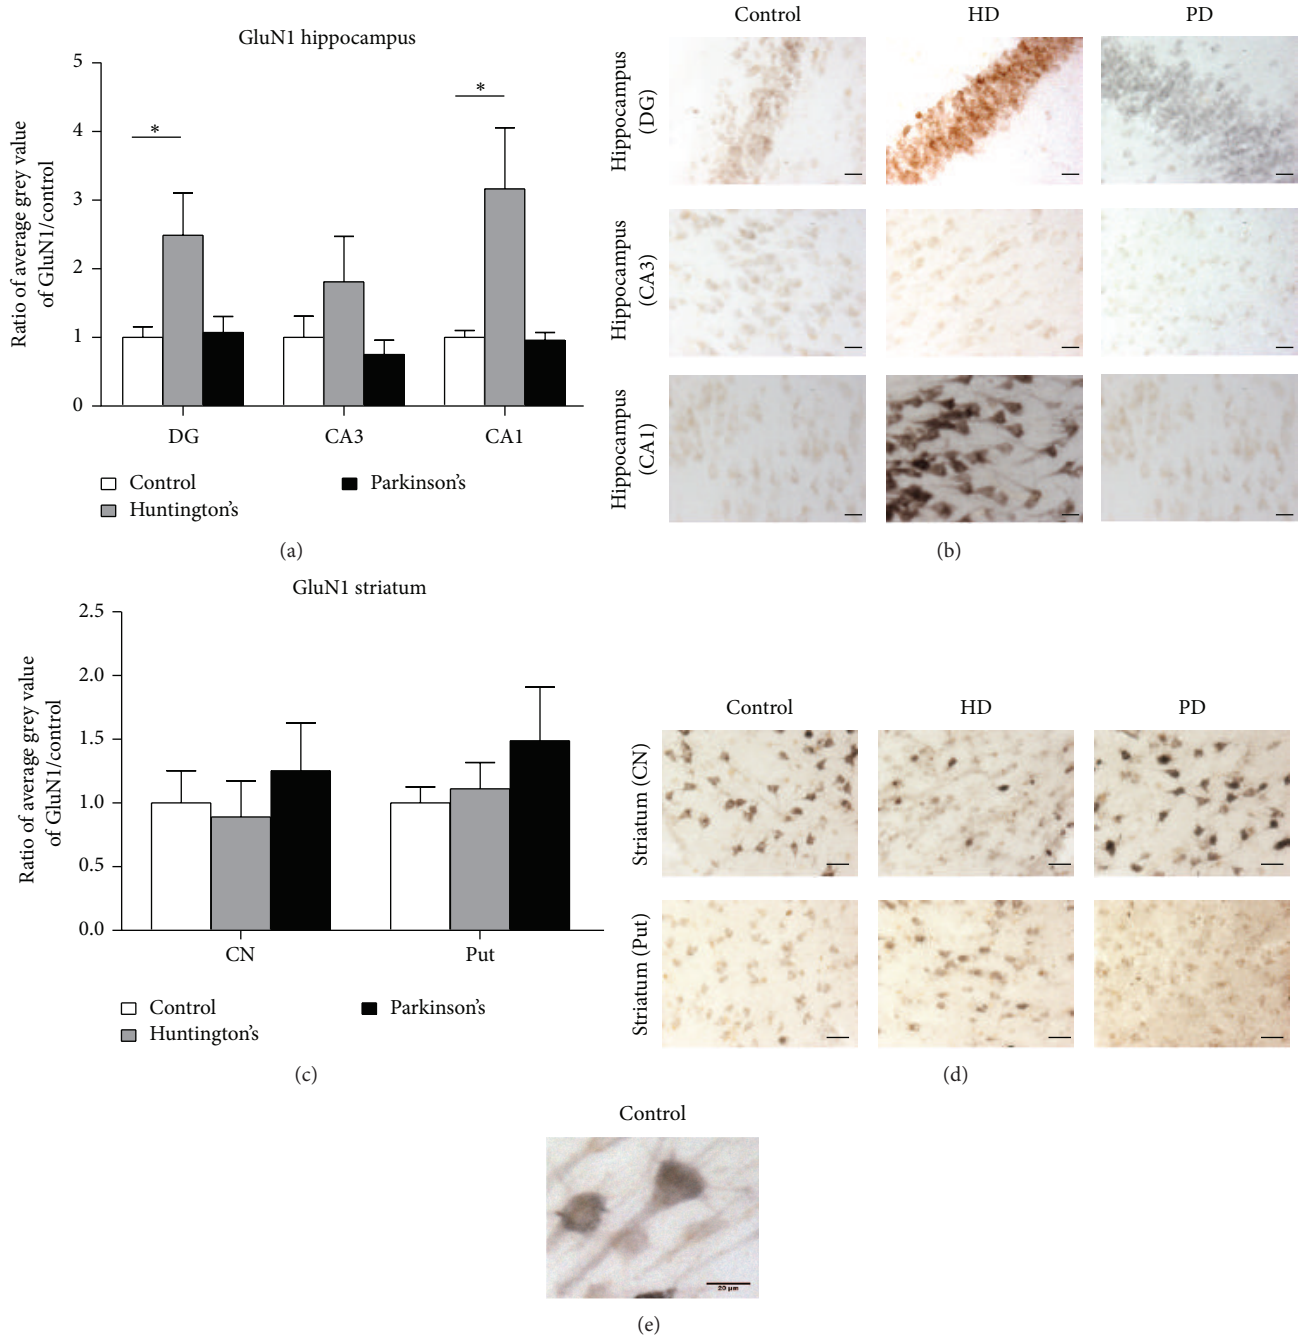 GluN1 hippocampus
Ratio of average grey value
of GluN1/control
5
4
3
2
1
0
*
*
DG
CA3
CA1
Control
Huntington's
Parkinson's
(a)
Control
HD
PD
Hippocampus
(DG)
Hippocampus
(CA3)
Hippocampus
(CA1)
(b)
GluN1 striatum
Ratio of average grey value
of GluN1/control
2.5
2.0
1.5
1.0
0.5
0.0
CN
Put
Control
Huntington's
Parkinson's
(c)
Control
HD
PD
Striatum (CN)
Striatum (Put)
(d)
Control
20 μm
(e)